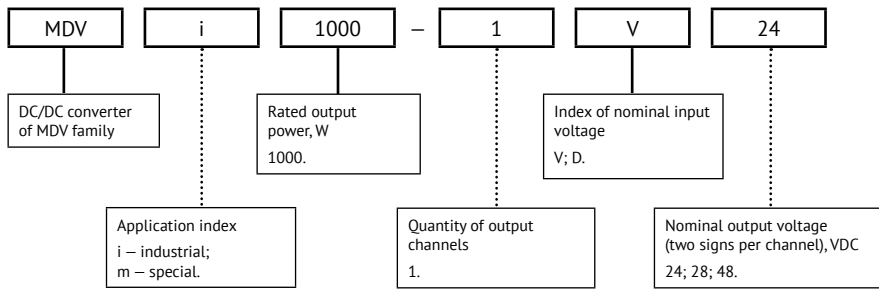 MDV i 1000 – 1 V 24
DC/DC converter
of MDV family
Rated output
power, W
1000.
Index of nominal input
voltage
V; D.
Application index
i – industrial;
m – special.
Quantity of output
channels
1.
Nominal output voltage
(two signs per channel), VDC
24; 28; 48.